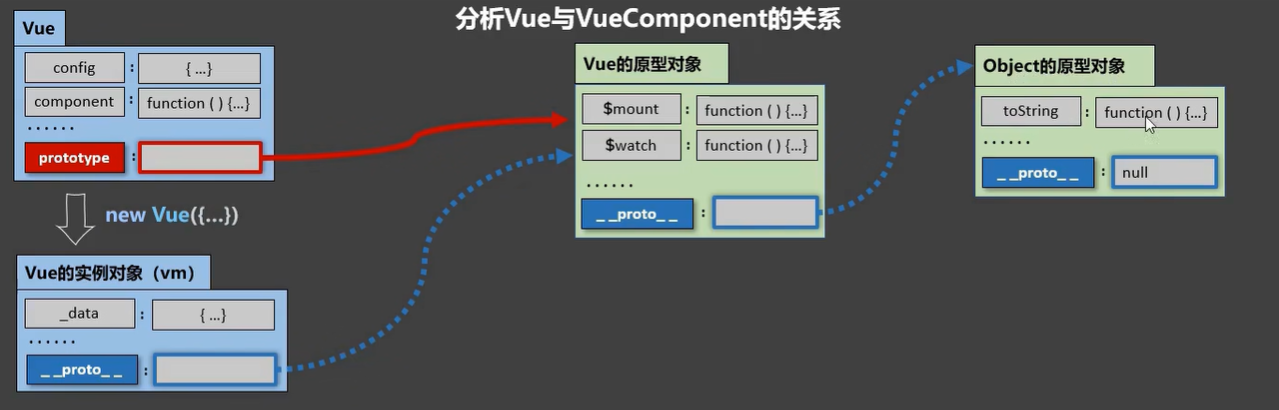 分析Vue与VueComponent的关系
Vue
config : { ...}
component : function ( ) {...}
......
prototype :
new Vue({...})
Vue的实例对象（vm）
_data : { ...}
......
_ _proto_ _ :
Vue的原型对象
$mount : function ( ) {...}
$watch : function ( ) {...}
......
_ _proto_ _ :
Object的原型对象
toString : function ( ) {...}
......
_ _proto_ _ : null